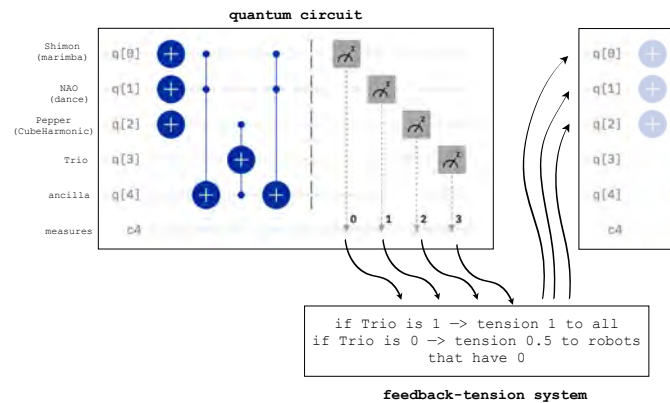 quantum circuit
Shimon
(marimba)
q[0]
z
q[0]
NAO
(dance)
q[1]
z
q[1]
Pepper
(CubeHarmonic)
q[2]
z
q[2]
Trio
q[3]
z
q[3]
ancilla
q[4]
q[4]
measures
c4
0
1
2
3
c4
if Trio is 1 —> tension 1 to all
if Trio is 0 —> tension 0.5 to robots
that have 0
feedback-tension system